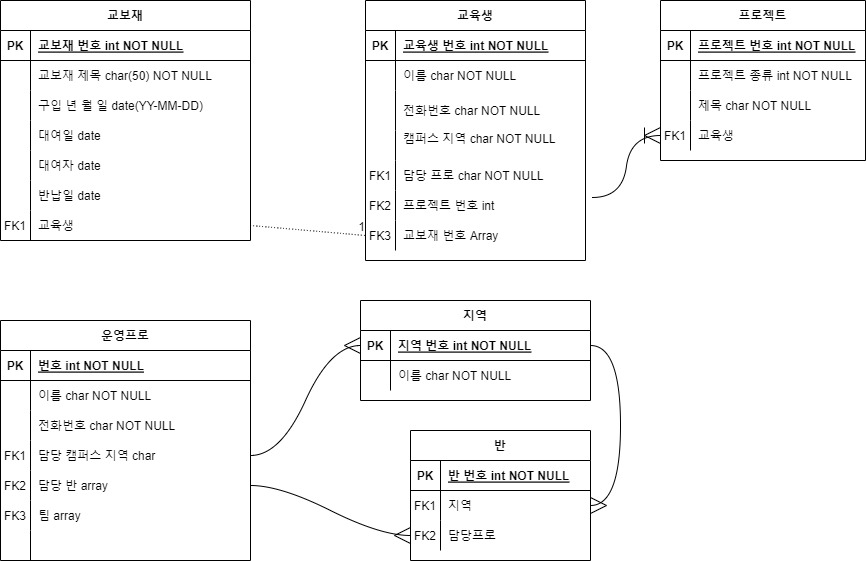 교보재
PK 교보재 번호 int NOT NULL
교보재 제목 char(50) NOT NULL
구입 년 월 일 date(YY-MM-DD)
대여일 date
대여자 date
반납일 date
FK1 교육생
교육생
PK 교육생 번호 int NOT NULL
이름 char NOT NULL
전화번호 char NOT NULL
캠퍼스 지역 char NOT NULL
FK1 담당 프로 char NOT NULL
FK2 프로젝트 번호 int
1
FK3 교보재 번호 Array
프로젝트
PK 프로젝트 번호 int NOT NULL
프로젝트 종류 int NOT NULL
제목 char NOT NULL
FK1 교육생
운영프로
PK 번호 int NOT NULL
이름 char NOT NULL
전화번호 char NOT NULL
FK1 담당 캠퍼스 지역 char
FK2 담당 반 array
FK3 팀 array
지역
PK 지역 번호 int NOT NULL
이름 char NOT NULL
반
PK 반 번호 int NOT NULL
FK1 지역
FK2 담당프로